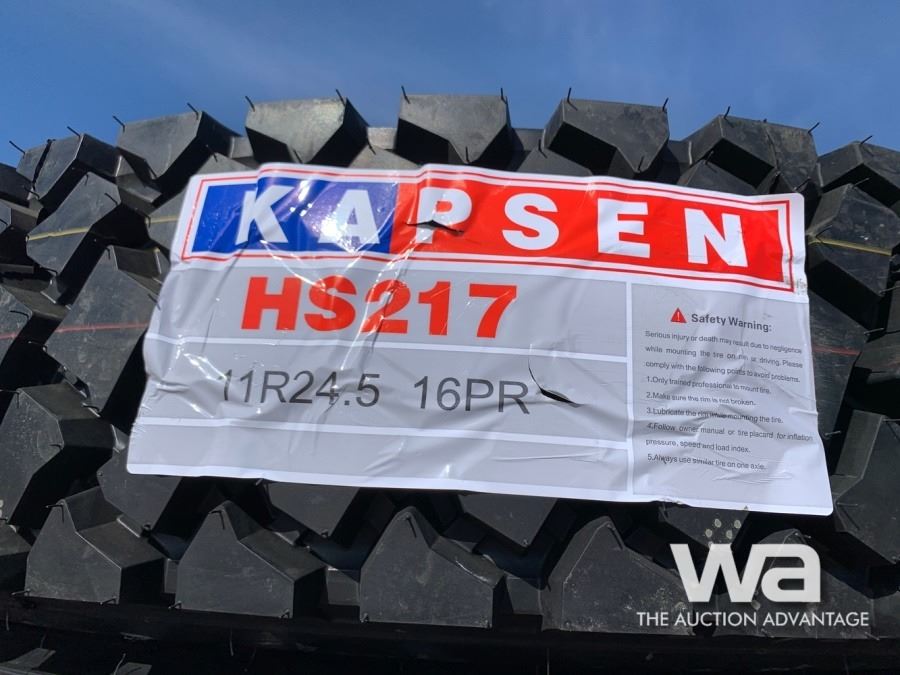 KAPSEN
HS217
11R24.5 16PR
Safety Warning:
Serious injury or death may result due to negligence
while mounting the tire on rim or driving. Please
comply with the following points to avoid problems.
1.Only trained professional to mount tire.
2.Make sure the rim is not broken.
3.Lubricate the rim while mounting the tire.
4.Follow owner manual or tire placard for inflation
pressure, speed and load index.
5.Always use similar tire on one axle.
wa
THE AUCTION ADVANTAGE